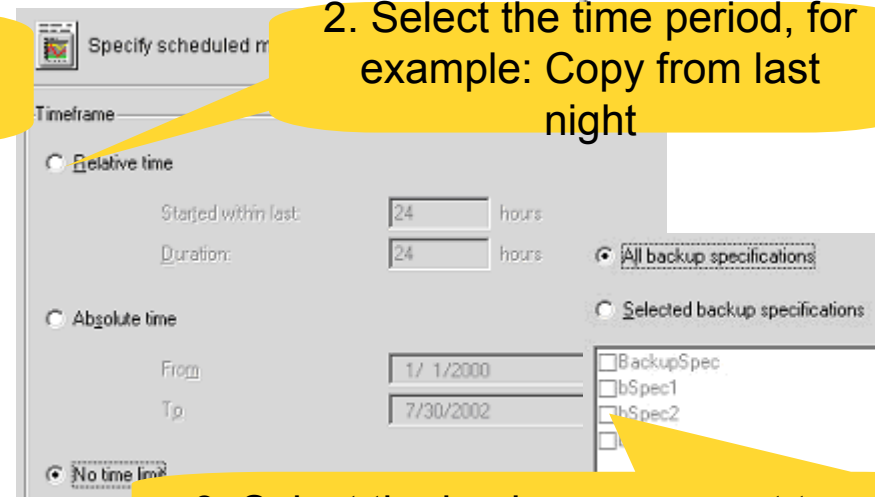 2. Select the time period, for
example: Copy from last
night
Specify scheduled
Timeframe
Relative time
Started within last: 24 hours
Duration: 24 hours
All backup specifications
Selected backup specifications
Absolute time
From 1/ 1/2000
To 7/30/2002
BackupSpec
bSpec1
bSpec2
No time limit